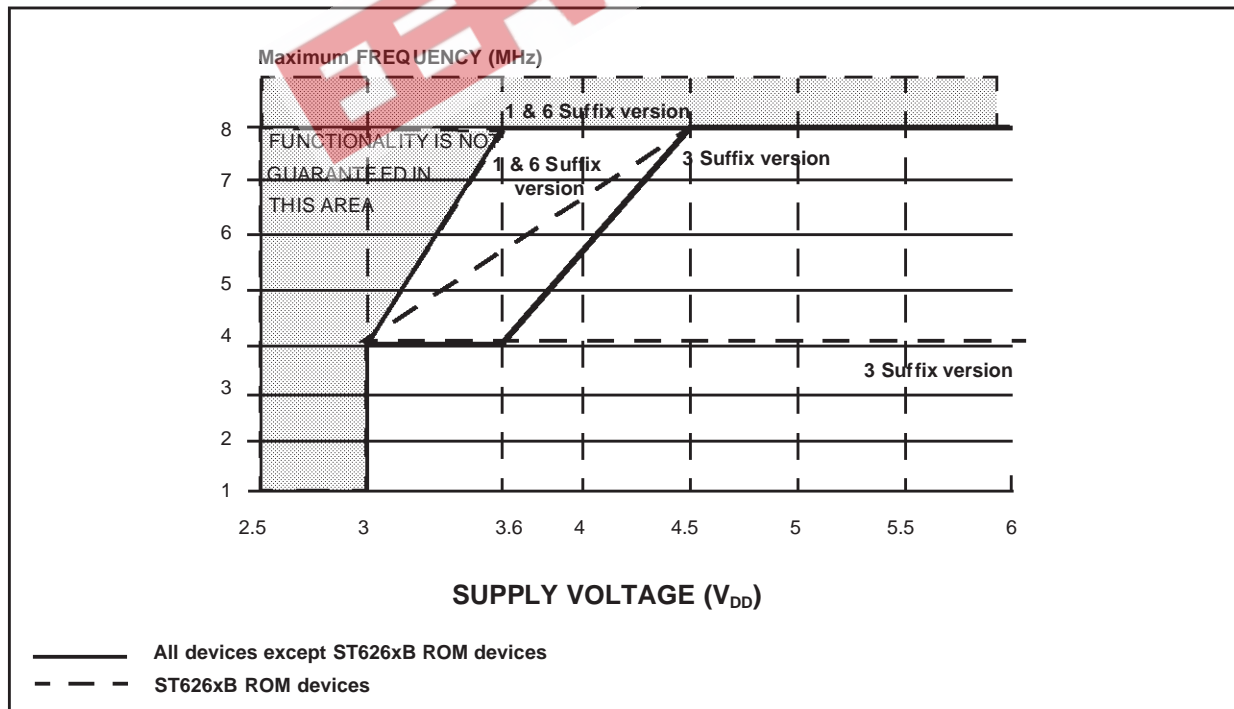 Maximum FREQUENCY (MHz)
1 & 6 Suffix version
8
FUNCTIONALITY IS NOT
1 & 6 Suffix
version
3 Suffix version
7
GUARANTEED IN
THIS AREA
6
5
4
3 Suffix version
3
2
1
2.5 3 3.6 4 4.5 5 5.5 6
SUPPLY VOLTAGE (VDD)
All devices except ST626xB ROM devices
ST626xB ROM devices